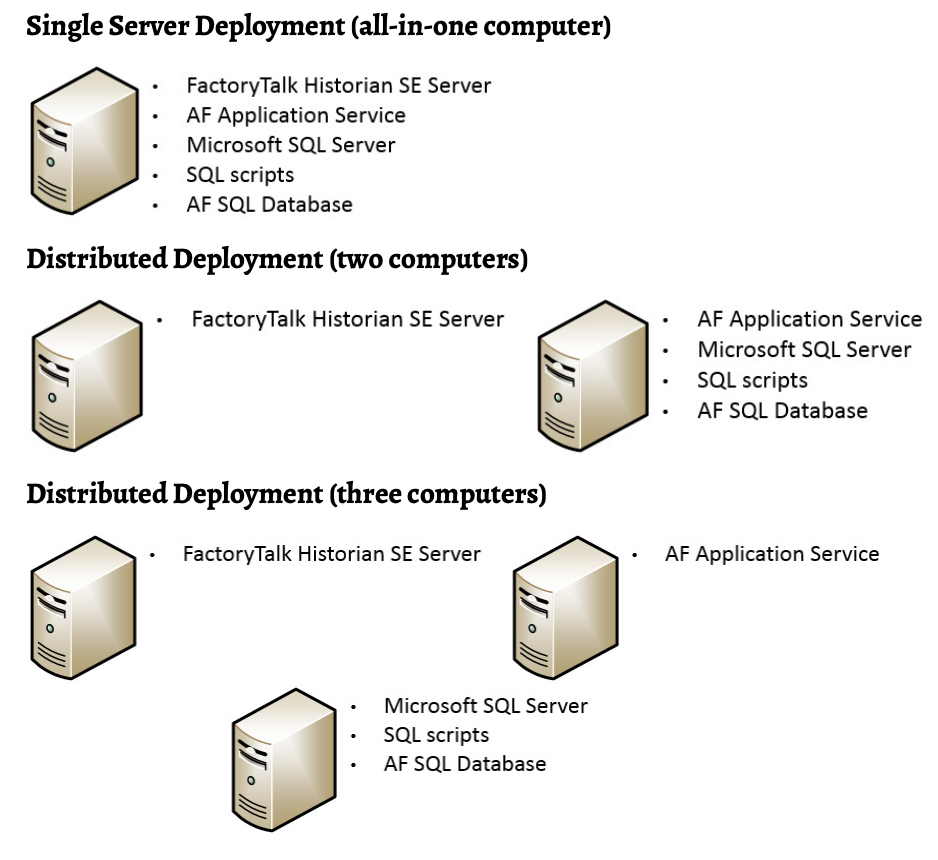 Single Server Deployment (all-in-one computer)
• FactoryTalk Historian SE Server
• AF Application Service
• Microsoft SQL Server
• SQL scripts
• AF SQL Database
Distributed Deployment (two computers)
• FactoryTalk Historian SE Server
• AF Application Service
• Microsoft SQL Server
• SQL scripts
• AF SQL Database
Distributed Deployment (three computers)
• FactoryTalk Historian SE Server
• AF Application Service
• Microsoft SQL Server
• SQL scripts
• AF SQL Database